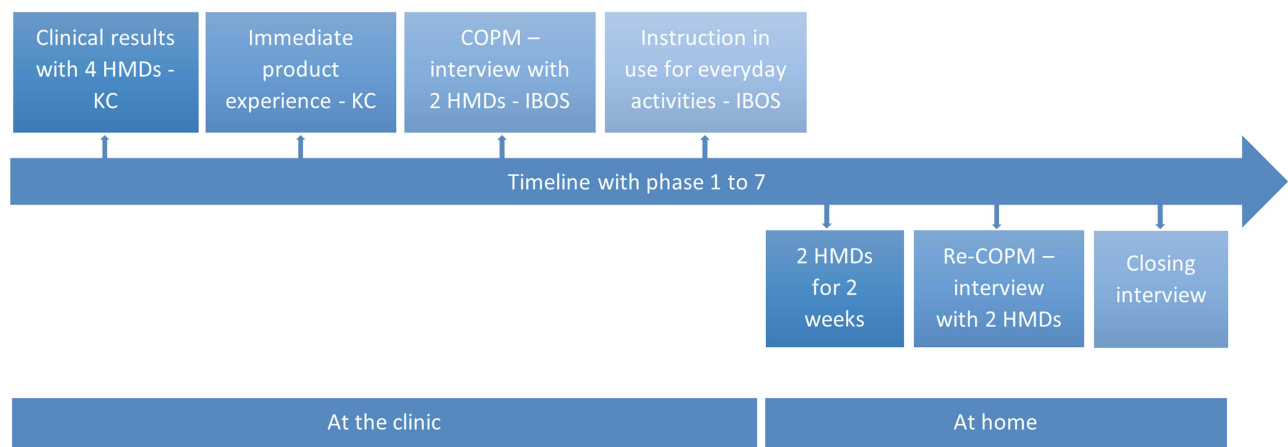 Clinical results
with 4 HMDs -
KC
Immediate
product
experience - KC
COPM –
interview with
2 HMDs - IBOS
Instruction in
use for everyday
activities - IBOS
Timeline with phase 1 to 7
2 HMDs
for 2
weeks
Re-COPM –
interview
with 2 HMDs
Closing
interview
At the clinic
At home